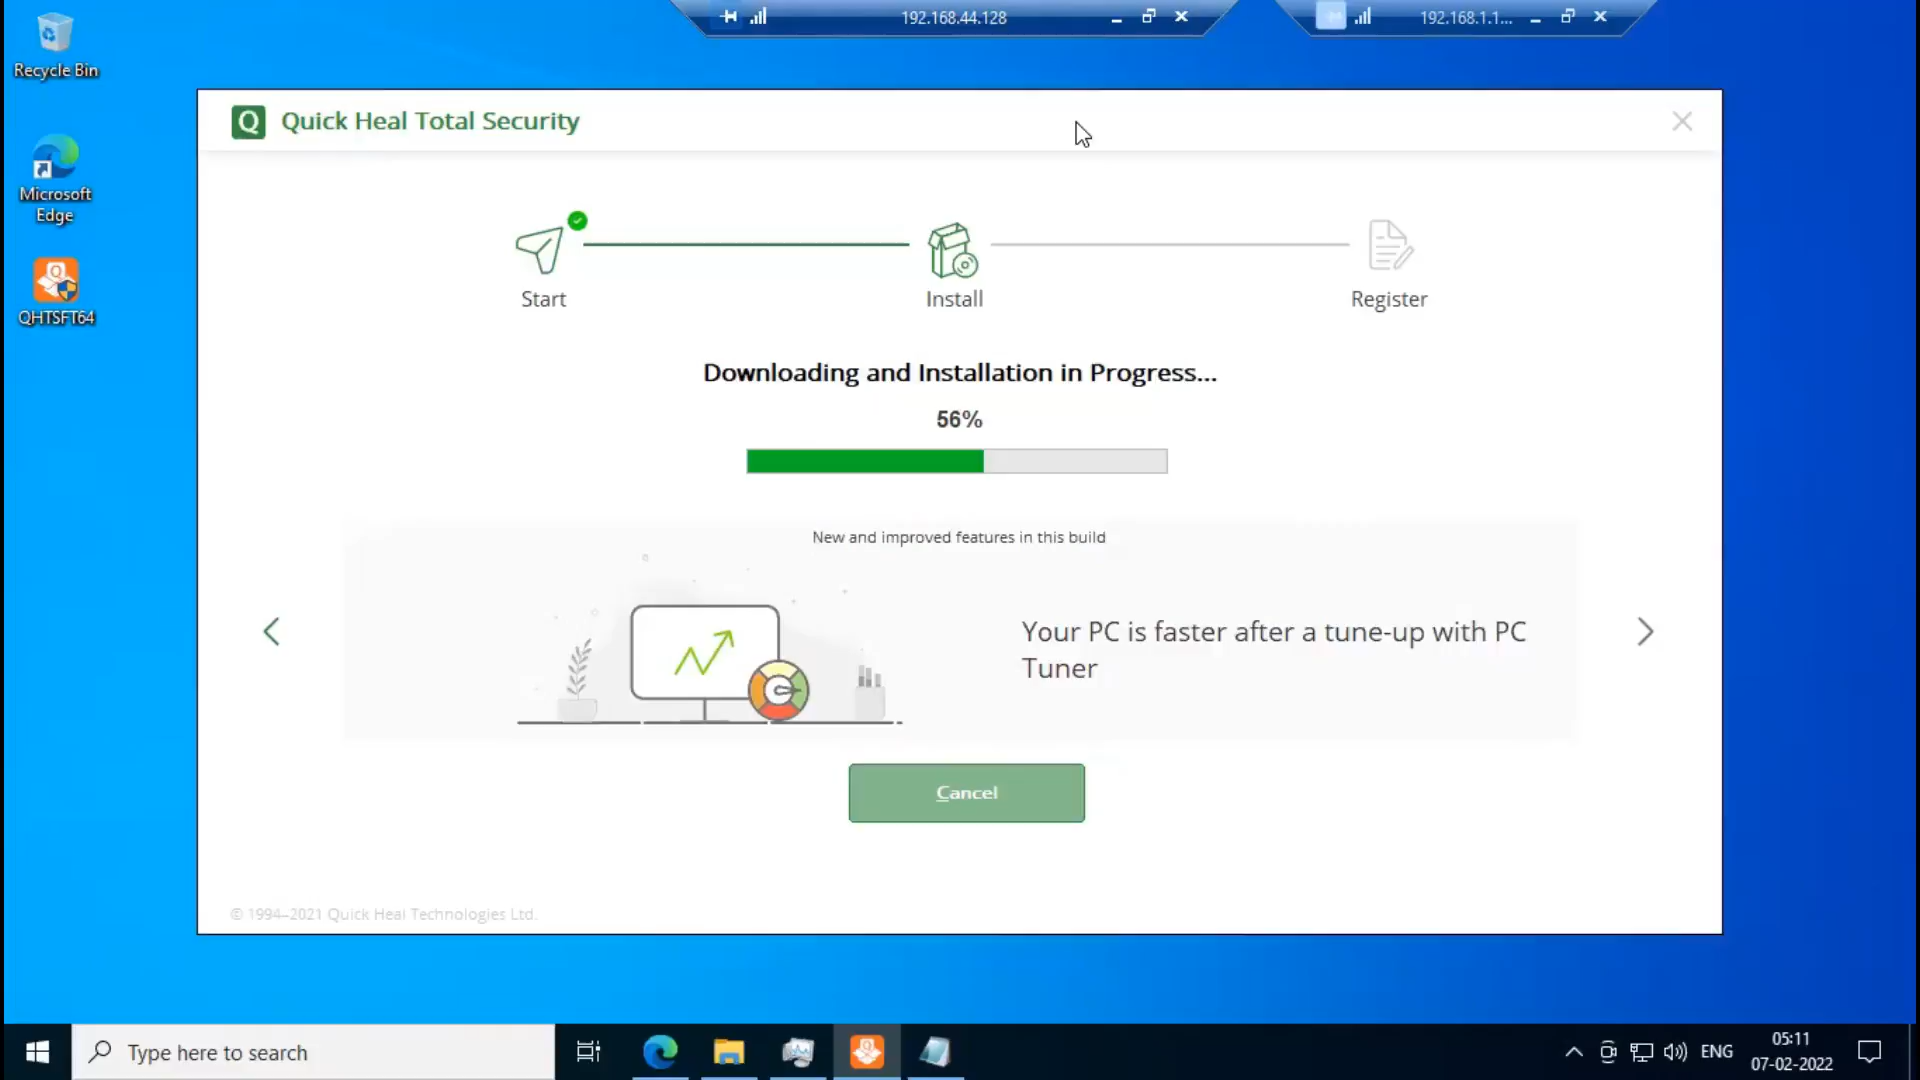 192.168.44.128
192.168.1.1...
Recycle Bin
Microsoft
Edge
QHTSFT64
Q Quick Heal Total Security
Start
Install
Register
Downloading and Installation in Progress...
56%
New and improved features in this build
Your PC is faster after a tune-up with PC
Tuner
Cancel
© 1994–2021 Quick Heal Technologies Ltd.
Type here to search
ENG
05:11
07-02-2022